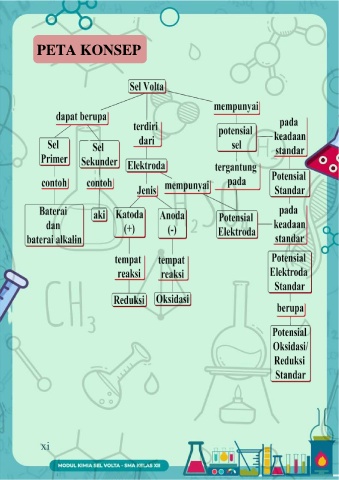 PETA KONSEP
Sel Volta
dapat berupa
mempunyai
terdiri
dari
potensial
sel
pada
keadaan
standar
Sel
Primer
Sel
Sekunder
Elektroda
tergantung
pada
Potensial
Standar
contoh
contoh
Jenis
mempunyai
Baterai
dan
baterai alkalin
aki
Katoda
(+)
Anoda
(-)
Potensial
Elektroda
pada
keadaan
standar
tempat
reaksi
tempat
reaksi
Potensial
Elektroda
Standar
Reduksi
Oksidasi
berupa
Potensial
Oksidasi/
Reduksi
Standar
CH3
xi
MODUL KIMIA SEL VOLTA - SMA KELAS XII